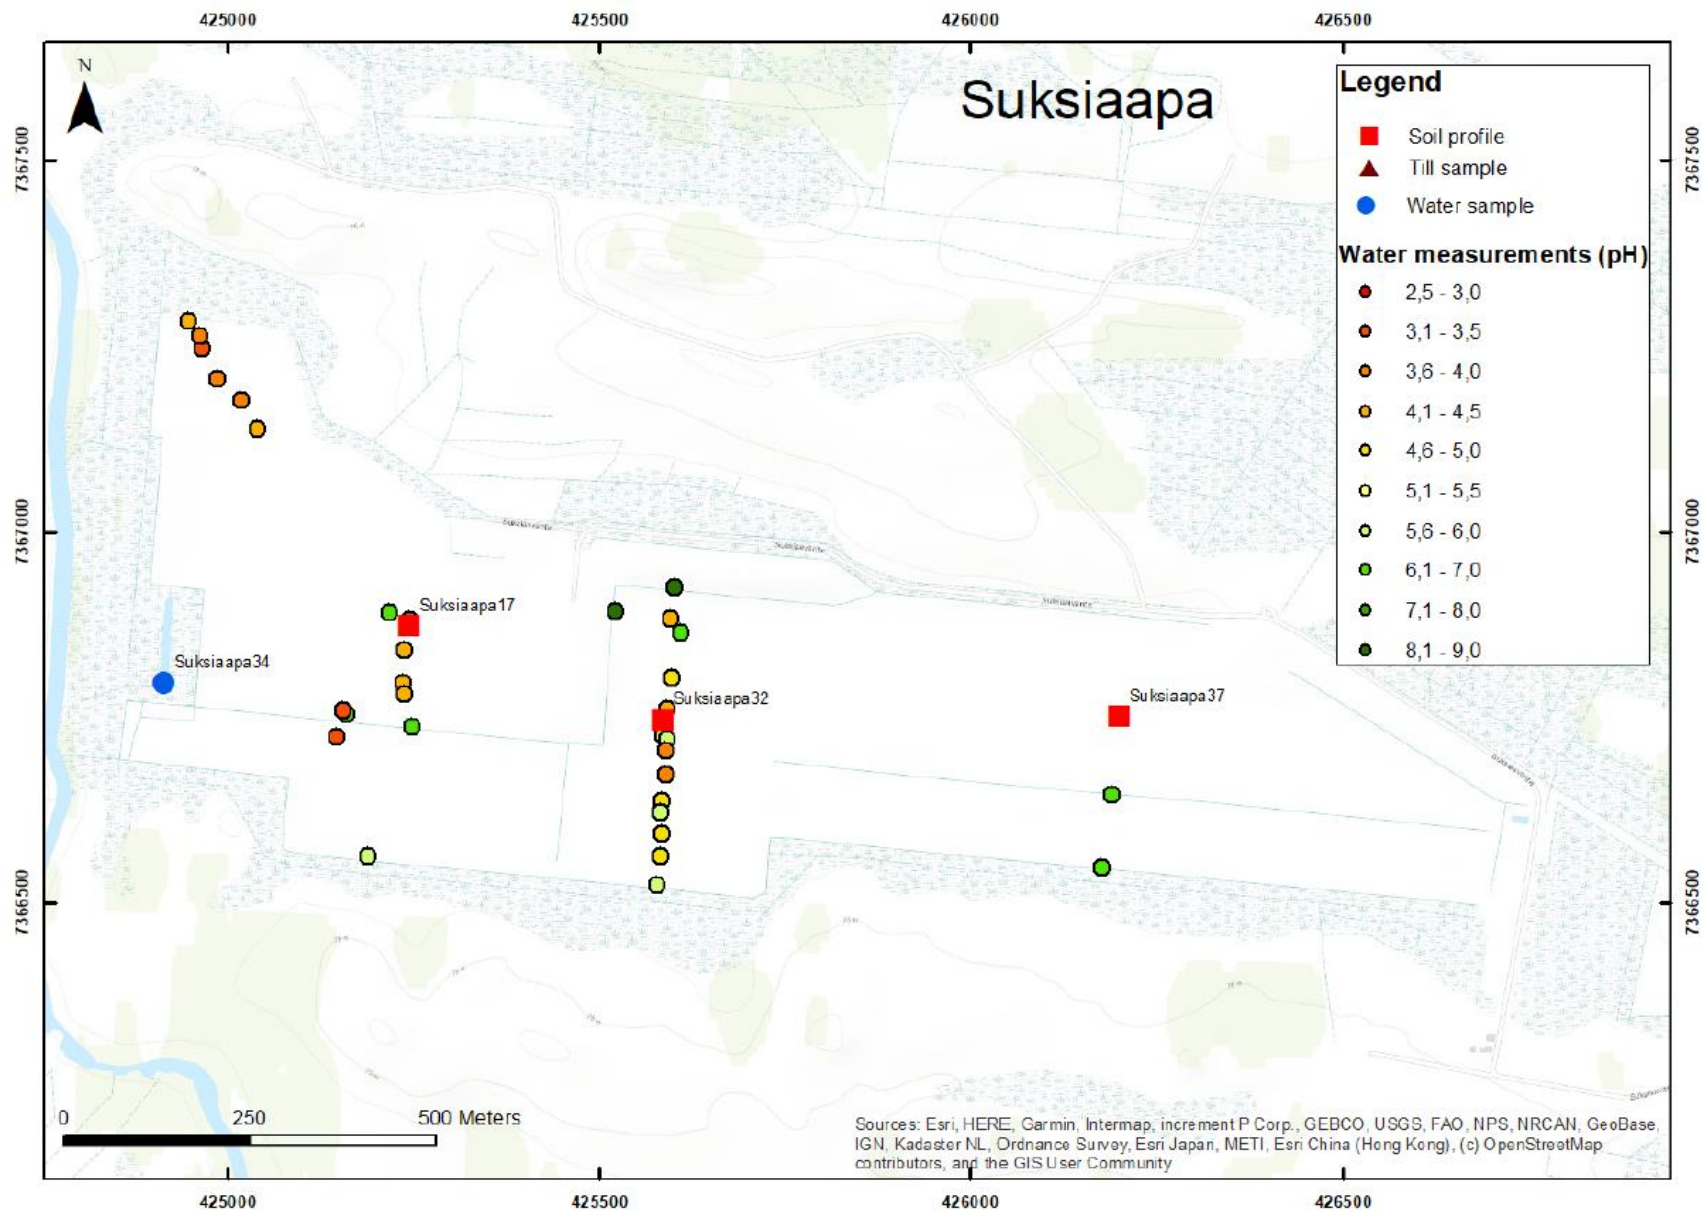 425000 425500 426000 426500
N
Suksiaapa
Legend
Soil profile
Till sample
Water sample
Water measurements (pH)
2,5 - 3,0
3,1 - 3,5
3,6 - 4,0
4,1 - 4,5
4,6 - 5,0
5,1 - 5,5
5,6 - 6,0
6,1 - 7,0
7,1 - 8,0
8,1 - 9,0
7367500 7367500
7367000 7367000
7366500 7366500
Suksiaapa17
Suksiaapa34
Suksiaapa32
Suksiaapa37
0 250 500 Meters
Sources: Esri, HERE, Garmin, Intermap, increment P Corp., GEBCO, USGS, FAO, NPS, NRCAN, GeoBase,
IGN, Kadaster NL, Ordnance Survey, Esri Japan, METI, Esri China (Hong Kong), (c) OpenStreetMap
contributors, and the GIS User Community
425000 425500 426000 426500